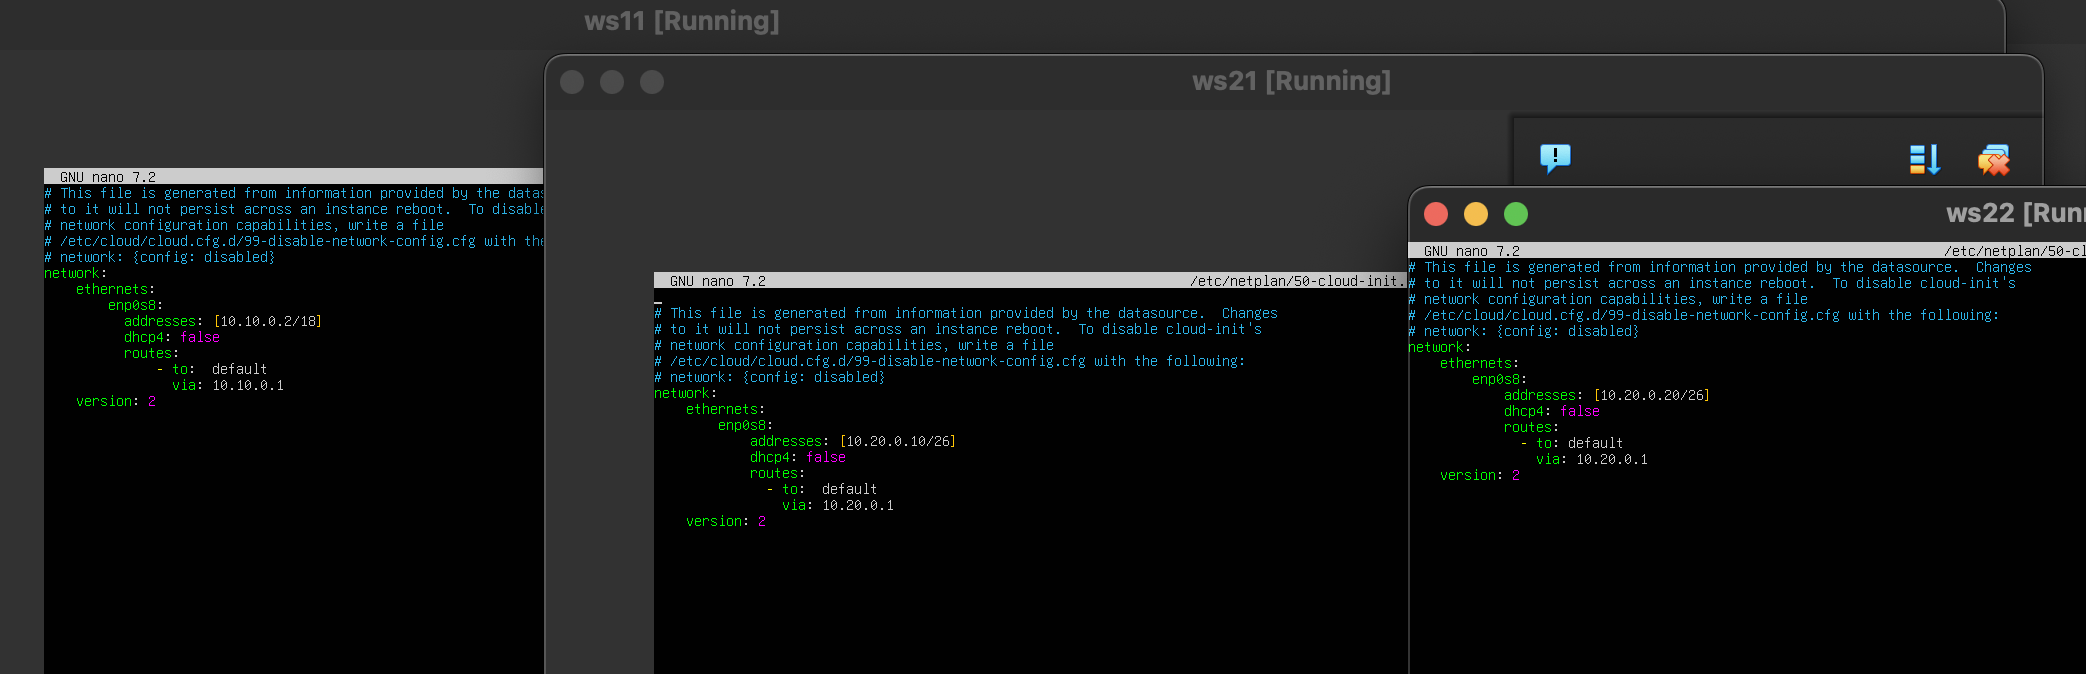 ws11 [Running]
ws21 [Running]
GNU nano 7.2
# This file is generated from information provided by the
# to it will not persist across an instance reboot.  To
# network configuration capabilities, write a file
# /etc/cloud/cloud.cfg.d/99-disable-network-config.cfg with
# network: {config: disabled}
network:
    ethernets:
        enp0s8:
          addresses: [10.10.0.2/18]
          dhcp4: false
          routes:
              - to:  default
                via: 10.10.0.1
    version: 2
GNU nano 7.2 /etc/netplan/50-cloud-init.
# This file is generated from information provided by the datasource.  Changes
# to it will not persist across an instance reboot.  To disable cloud-init's
# network configuration capabilities, write a file
# /etc/cloud/cloud.cfg.d/99-disable-network-config.cfg with the following:
# network: {config: disabled}
network:
    ethernets:
        enp0s8:
            addresses: [10.20.0.10/26]
            dhcp4: false
            routes:
              - to:  default
                via: 10.20.0.1
    version: 2
ws22
GNU nano 7.2 /etc/netplan/50-cl
# This file is generated from information provided by the datasource.  Changes
# to it will not persist across an instance reboot.  To disable cloud-init's
# network configuration capabilities, write a file
# /etc/cloud/cloud.cfg.d/99-disable-network-config.cfg with the following:
# network: {config: disabled}
network:
    ethernets:
        enp0s8:
            addresses: [10.20.0.20/26]
            dhcp4: false
            routes:
              - to: default
                via: 10.20.0.1
    version: 2